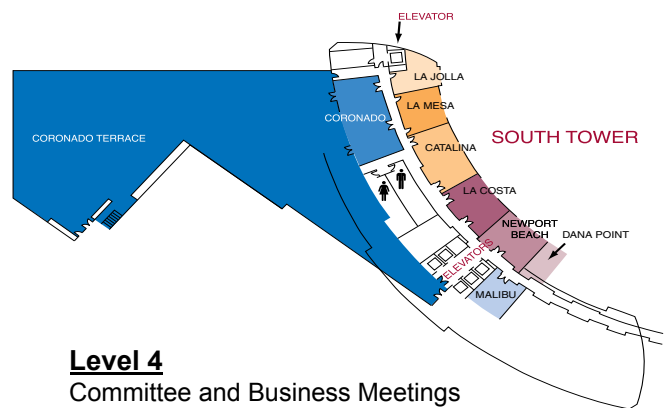 ELEVATOR
LA JOLLA
LA MESA
CORONADO
CORONADO TERRACE
SOUTH TOWER
CATALINA
LA COSTA
NEWPORT
BEACH
DANA POINT
ELEVATORS
MALIBU
Level 4
Committee and Business Meetings